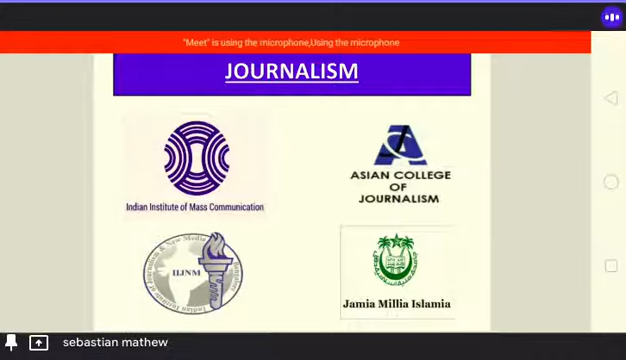 "Meet" is using the microphone,Using the microphone
JOURNALISM
Indian Institute of Mass Communication
ASIAN COLLEGE
OF
JOURNALISM
IIJNM
Jamia Millia Islamia
sebastian mathew